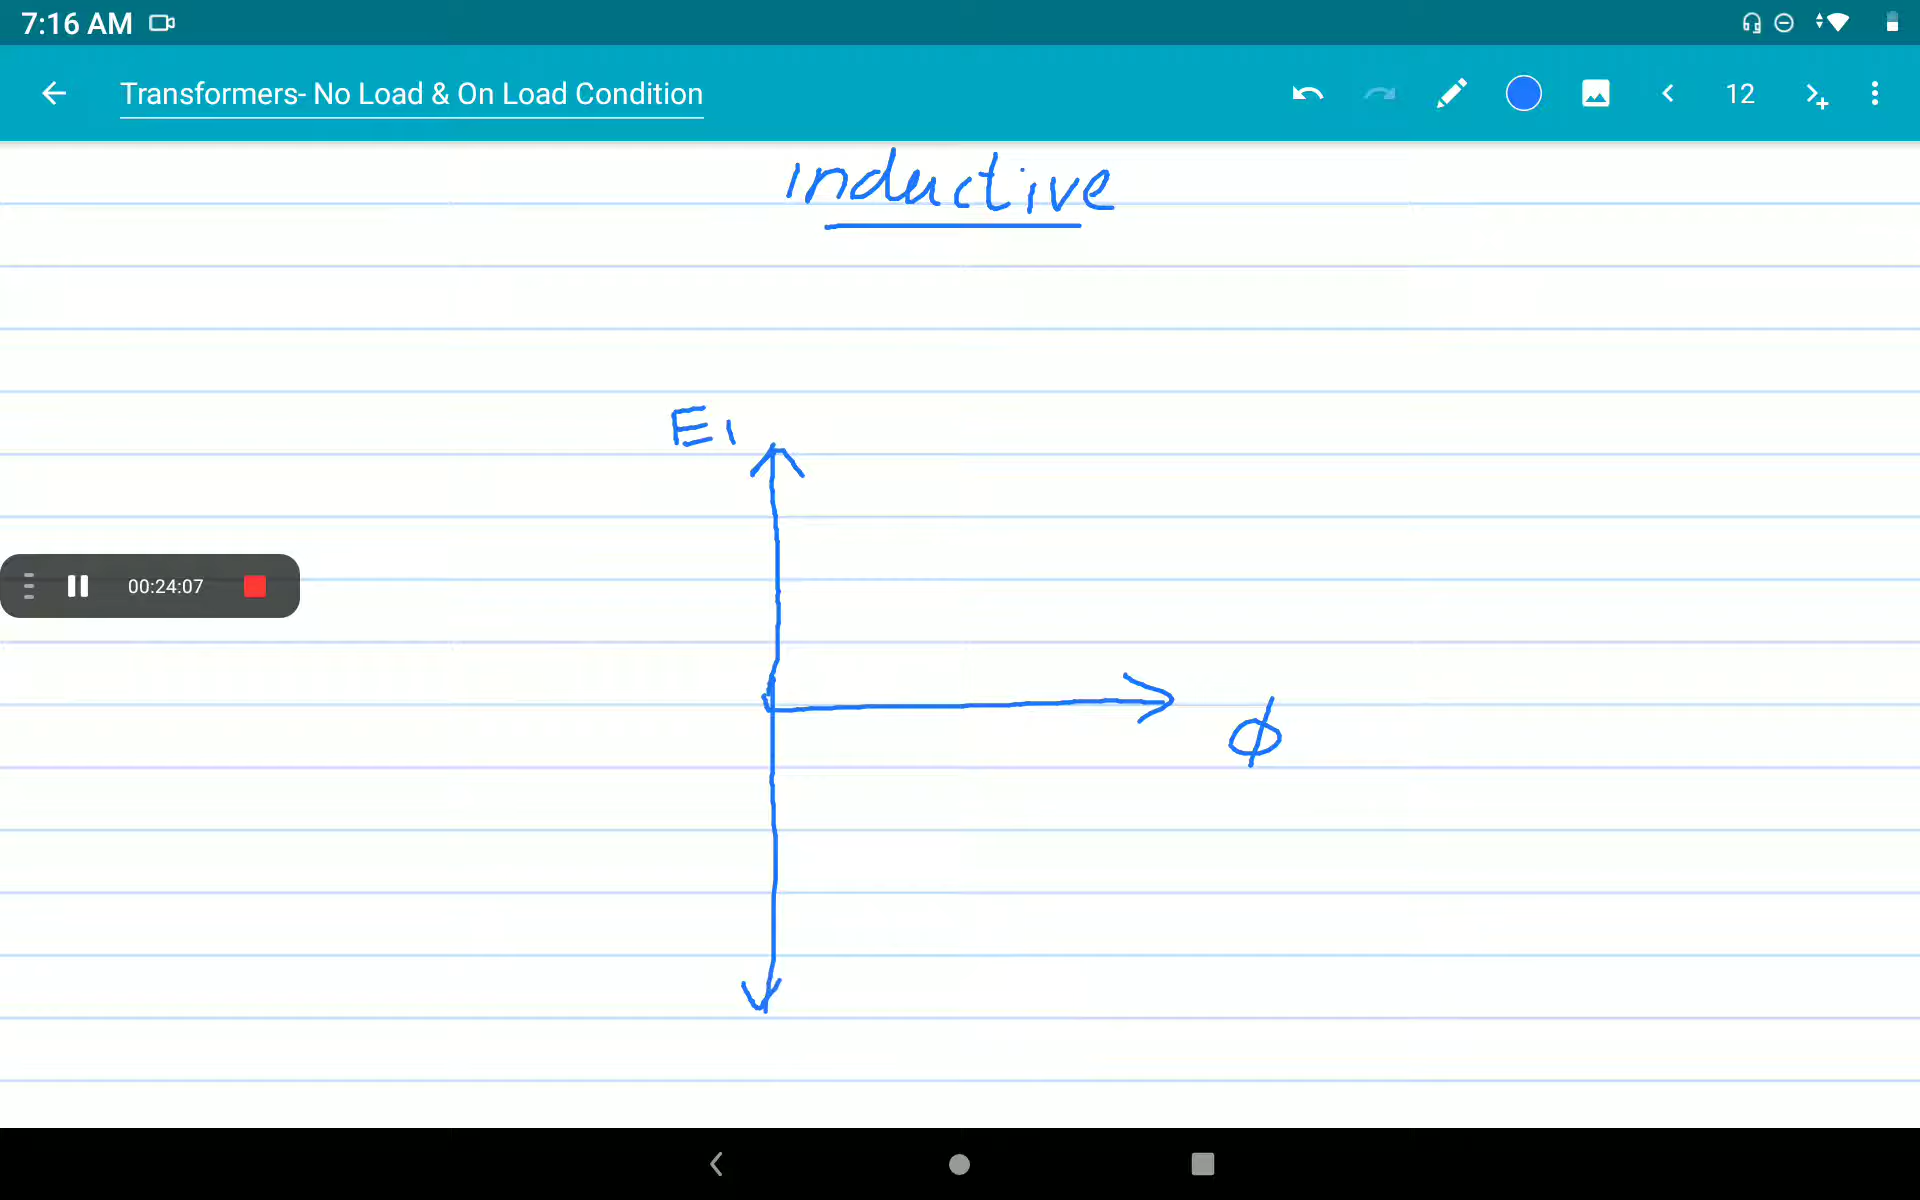 7:16 AM
Transformers- No Load & On Load Condition
12
inductive
E1
00:24:07
ϕ